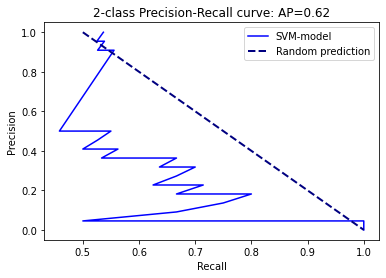 2-class Precision-Recall curve: AP=0.62
SVM-model
Random prediction
Precision
1.0
0.8
0.6
0.4
0.2
0.0
0.5
0.6
0.7
0.8
0.9
1.0
Recall